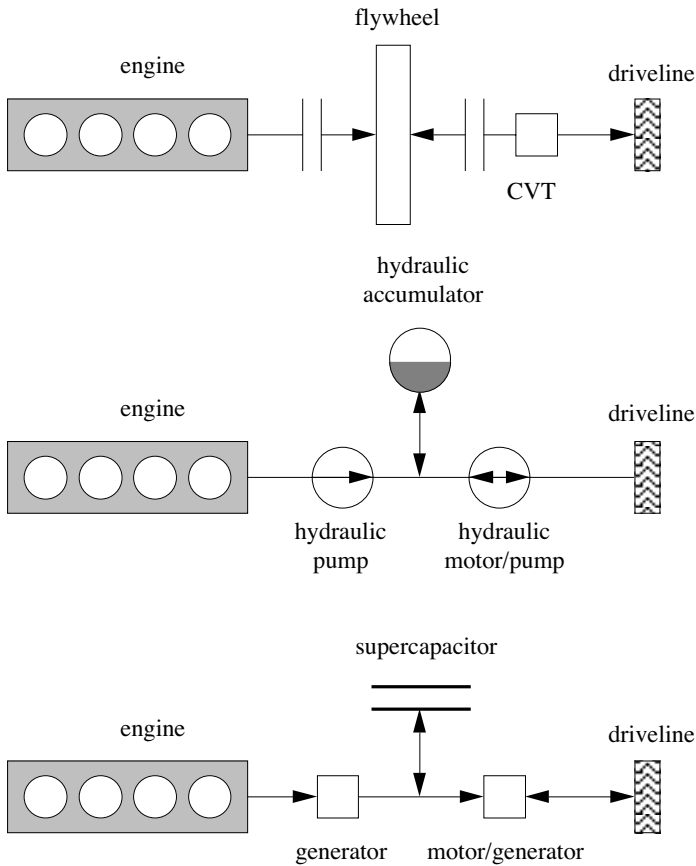 flywheel
engine
driveline
CVT
hydraulic
accumulator
engine
driveline
hydraulic
pump
hydraulic
motor/pump
supercapacitor
engine
driveline
generator
motor/generator